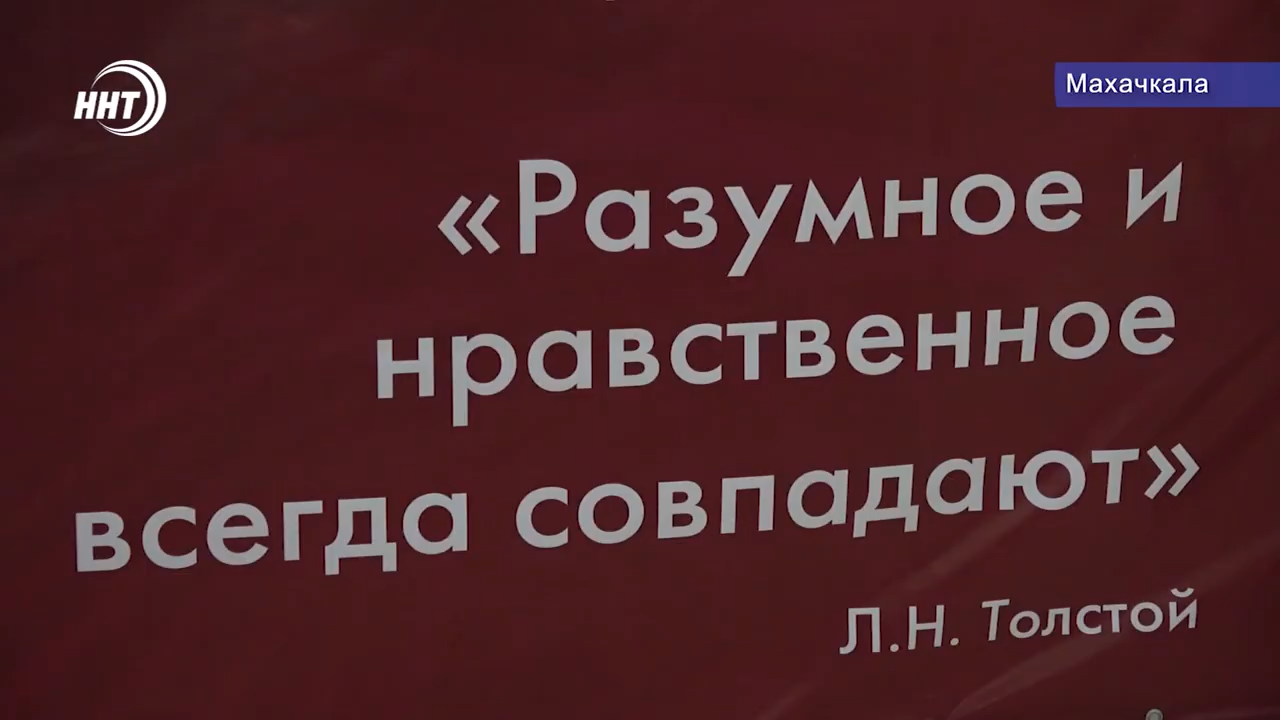 ННТ
Махачкала
«Разумное и
нравственное
всегда совпадают»
Л.Н. Толстой